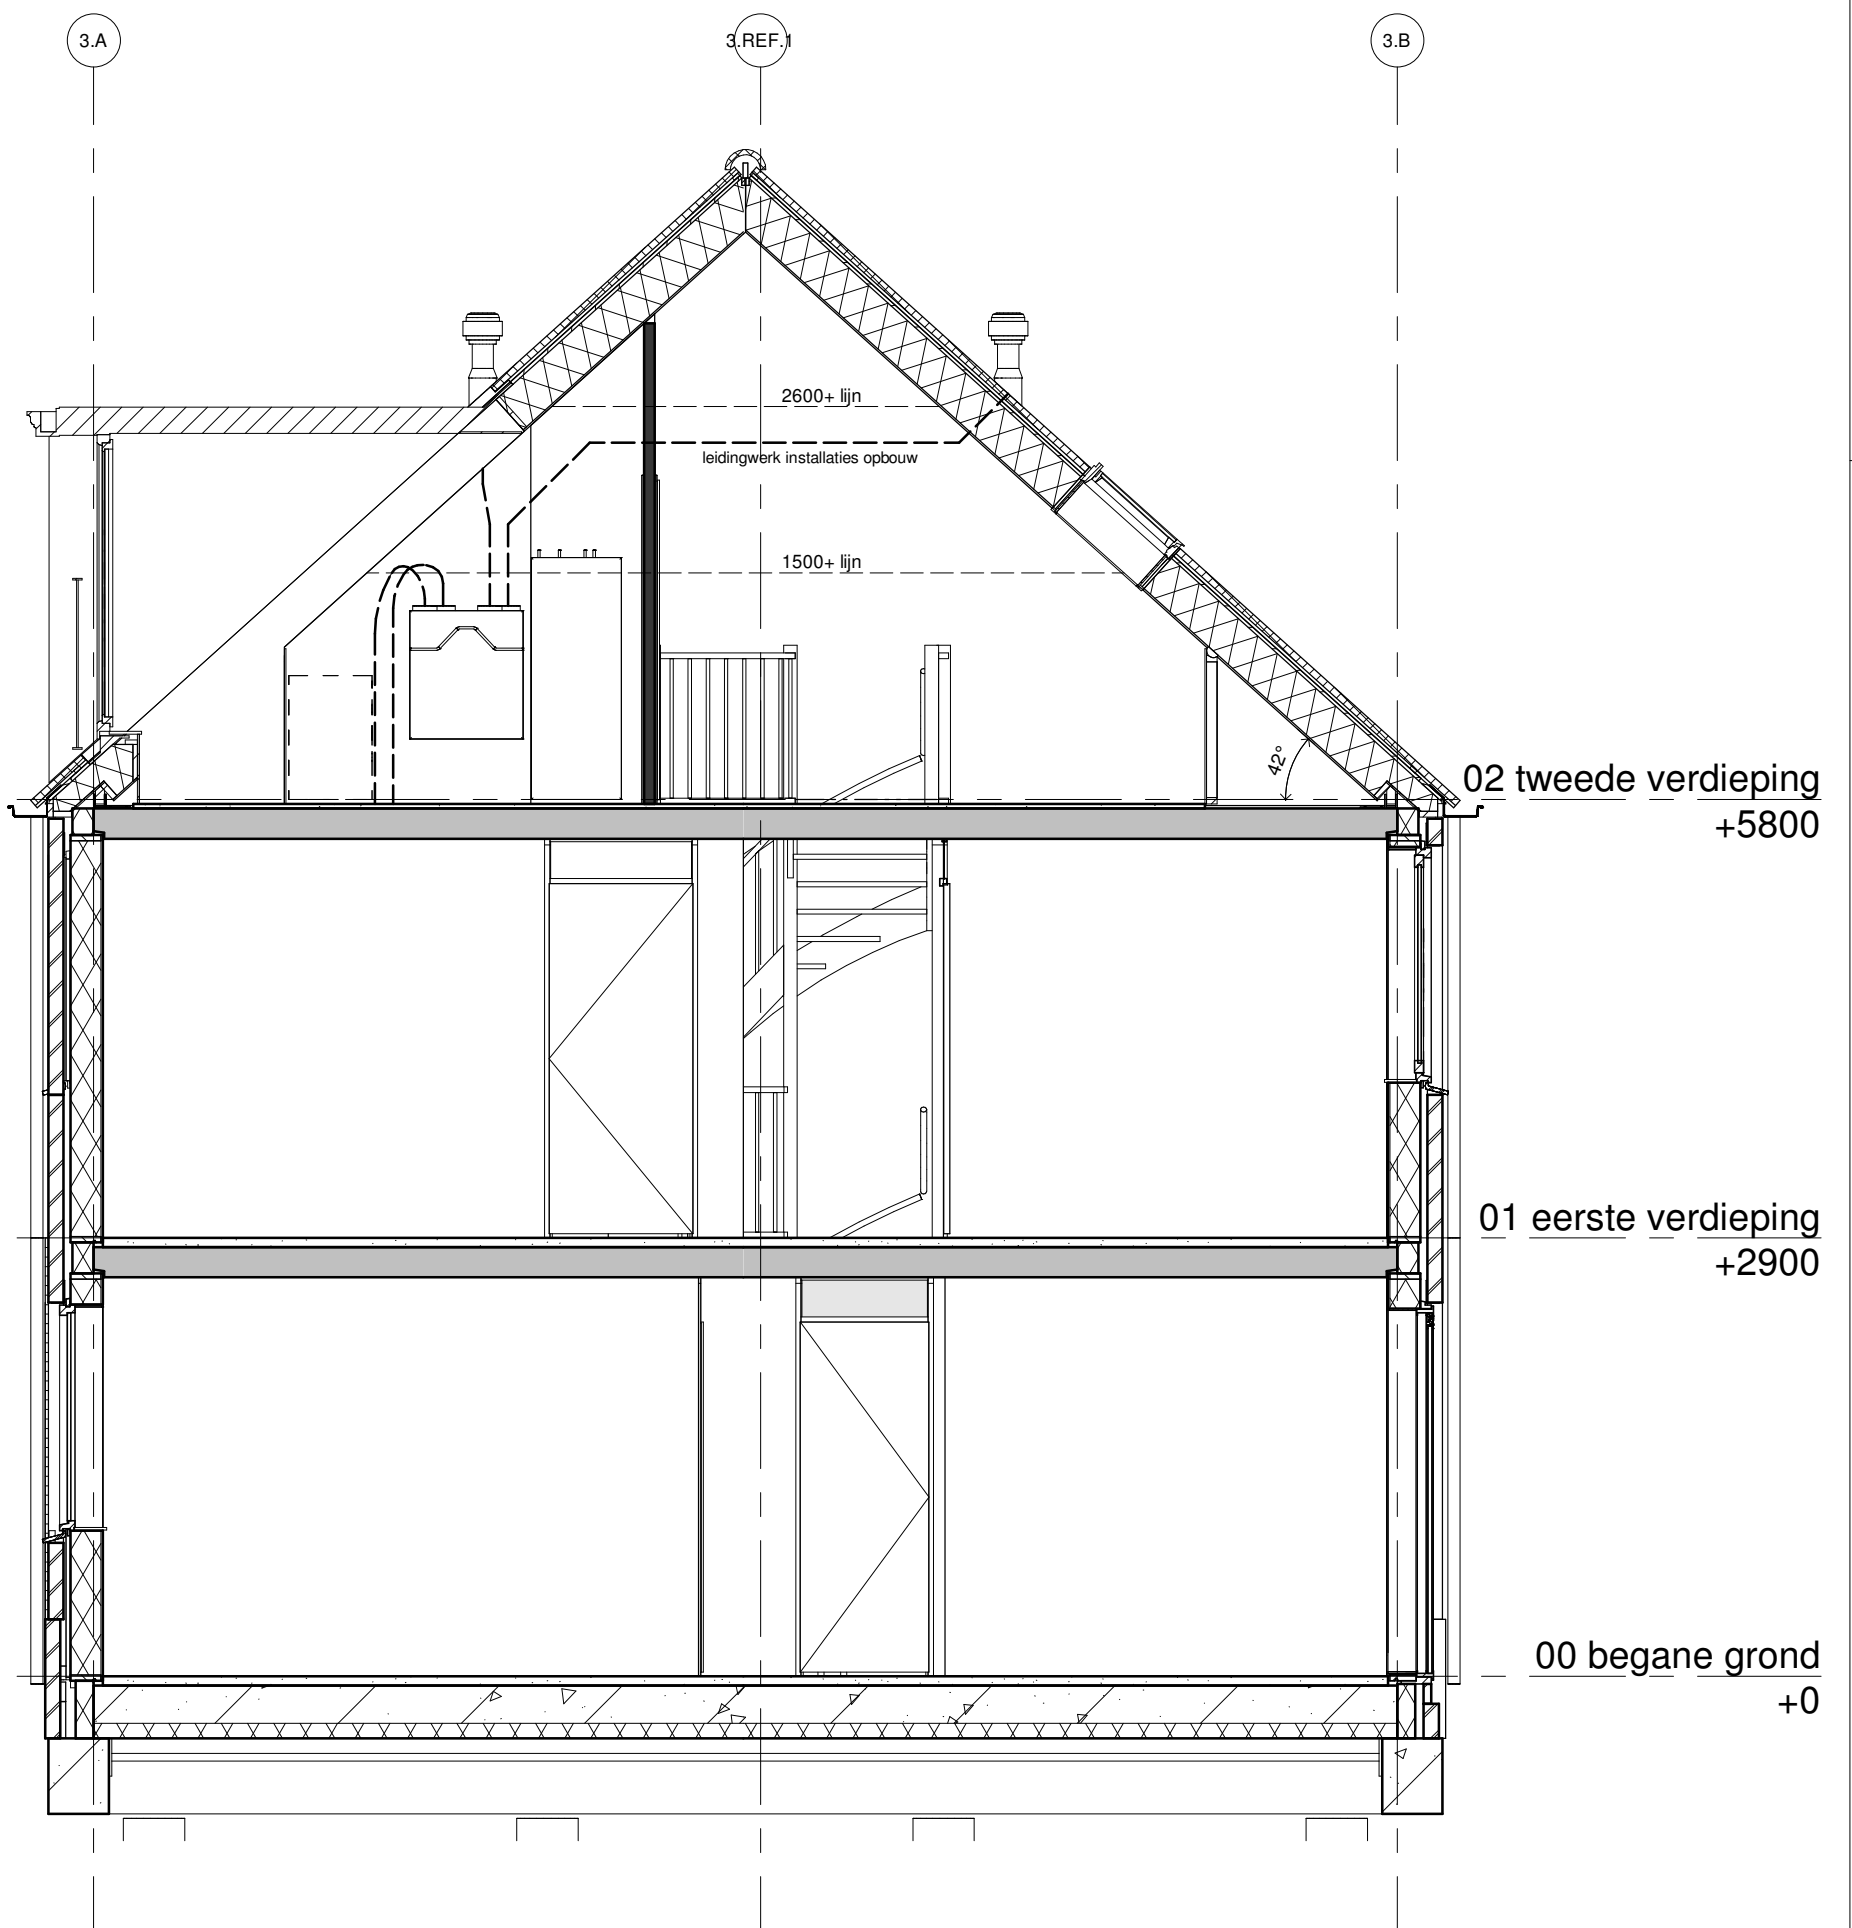 3.A
3.REF.1
3.B
2600+ lijn
leidingwerk installaties opbouw
1500+ lijn
42°
02 tweede verdieping
+5800
01 eerste verdieping
+2900
00 begane grond
+0